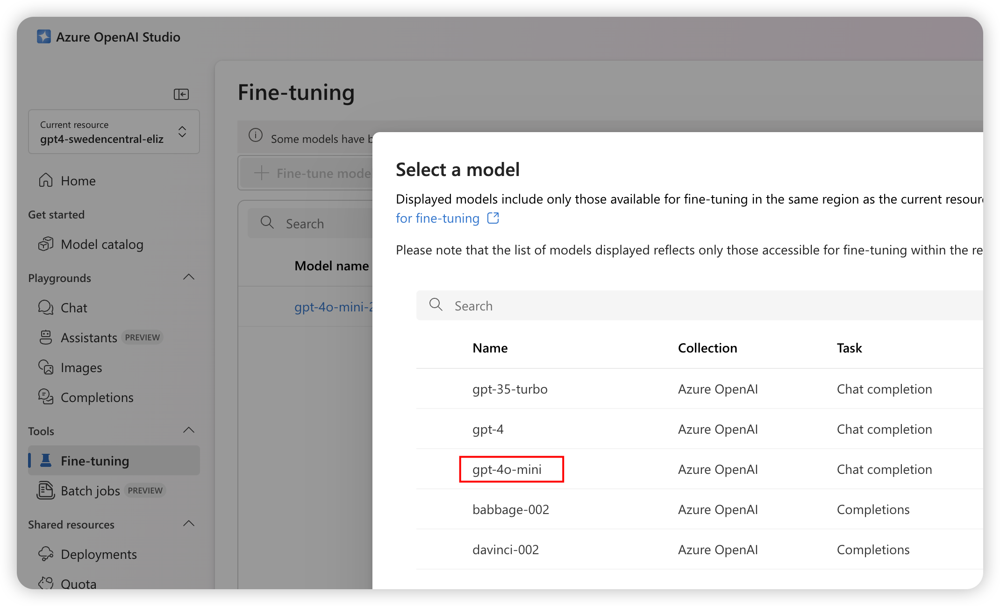 Azure OpenAI Studio
Current resource
gpt4-swedencentral-eliz
Home
Get started
Model catalog
Playgrounds
Chat
Assistants PREVIEW
Images
Completions
Tools
Fine-tuning
Batch jobs PREVIEW
Shared resources
Deployments
Quota
Fine-tuning
Some models have
Fine-tune
Search
Model name
gpt-4o-mini-
Select a model
Displayed models include only those available for fine-tuning in the same region as the current
for fine-tuning
Please note that the list of models displayed reflects only those accessible for fine-tuning within the
Search
Name Collection Task
gpt-35-turbo Azure OpenAI Chat completion
gpt-4 Azure OpenAI Chat completion
gpt-4o-mini Azure OpenAI Chat completion
babbage-002 Azure OpenAI Completions
davinci-002 Azure OpenAI Completions